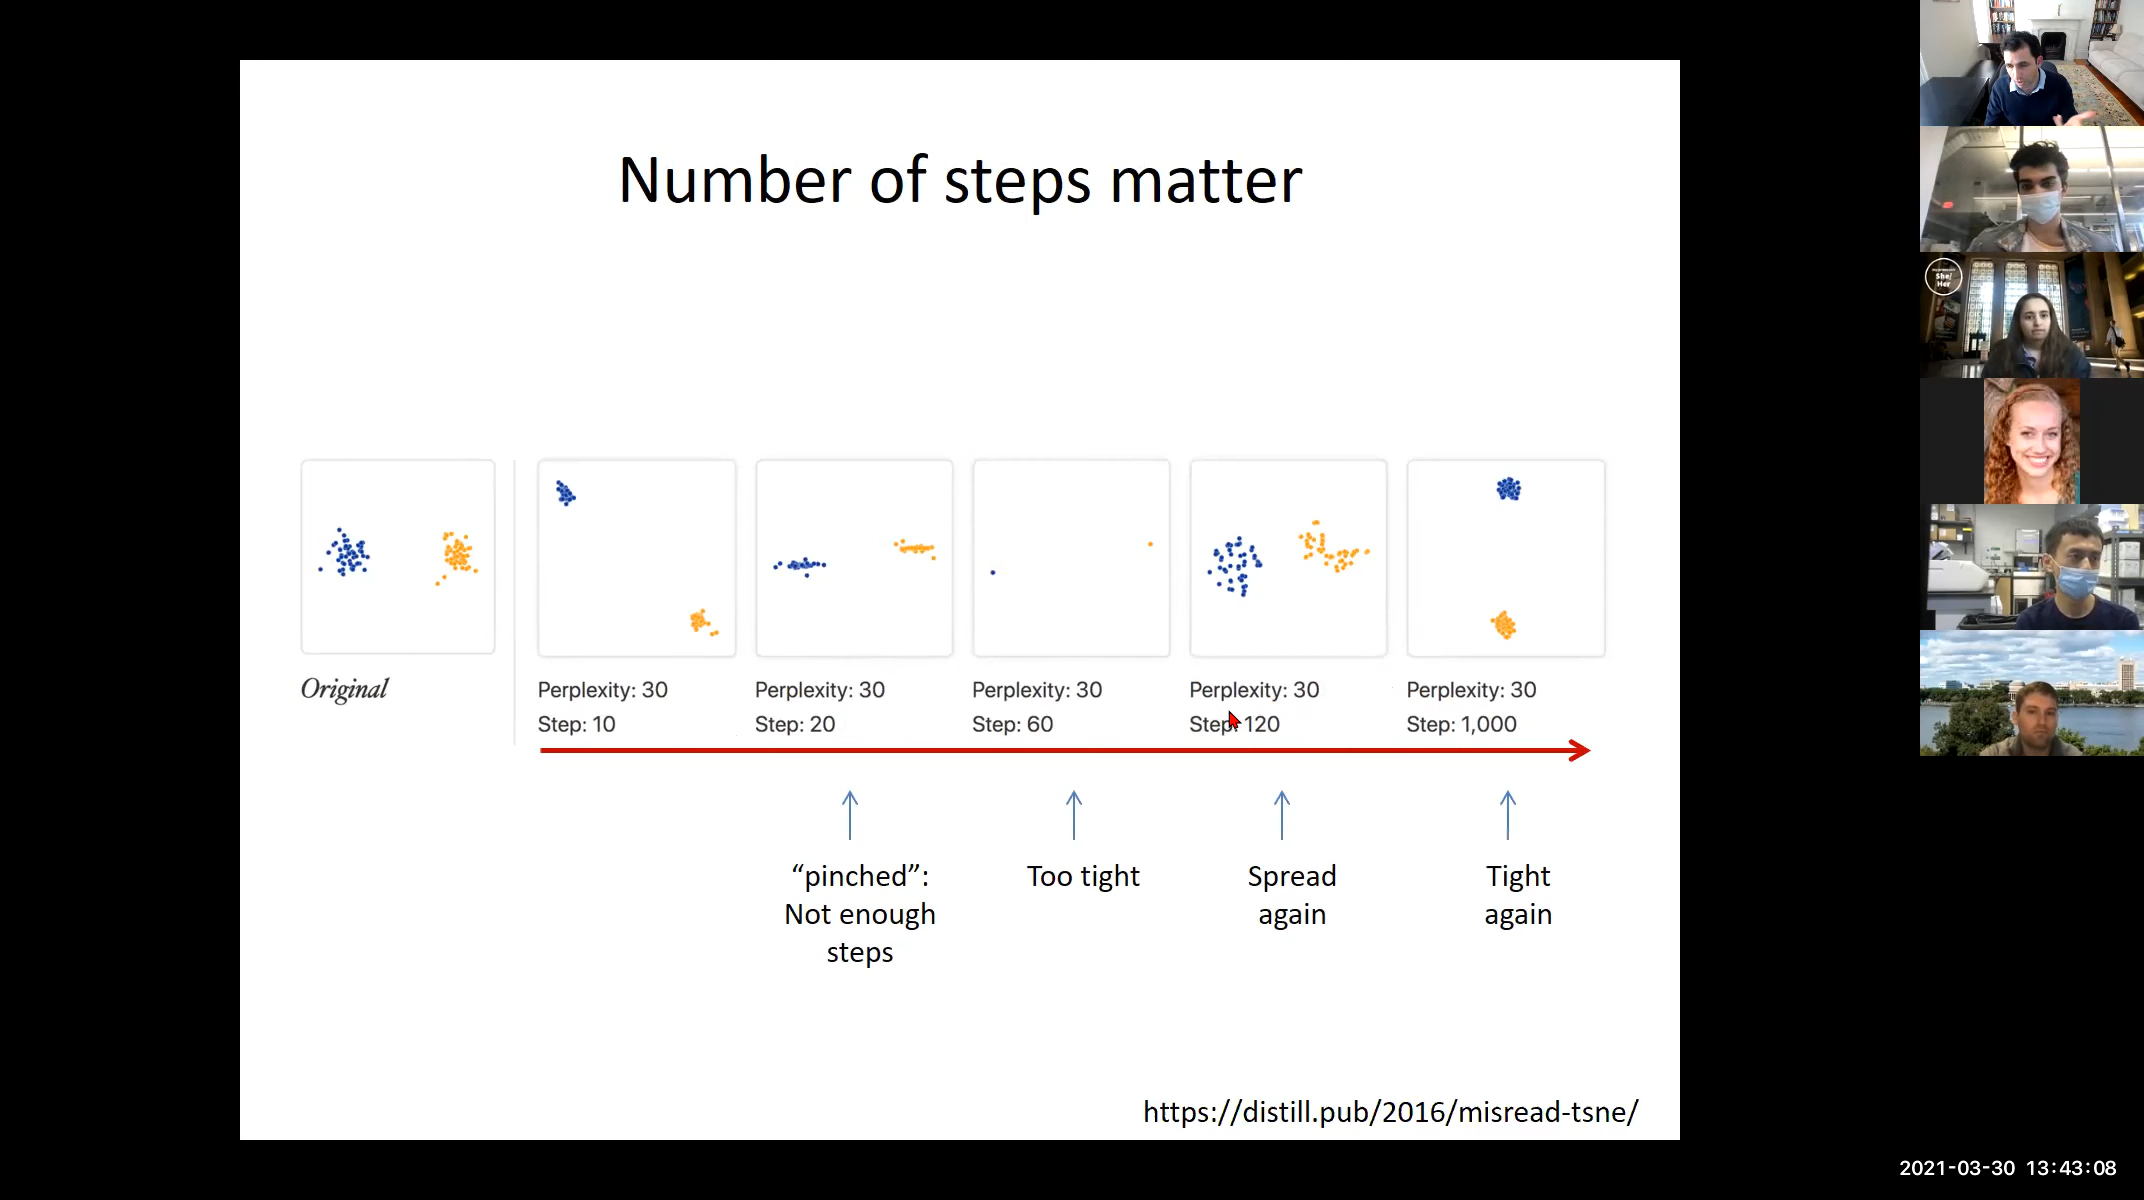 Number of steps matter
Original
Perplexity: 30
Step: 10
Perplexity: 30
Step: 20
Perplexity: 30
Step: 60
Perplexity: 30
Step: 120
Perplexity: 30
Step: 1,000
“pinched”:
Not enough
steps
Too tight
Spread
again
Tight
again
https://distill.pub/2016/misread-tsne/
She/
Her
2021-03-30 13:43:08